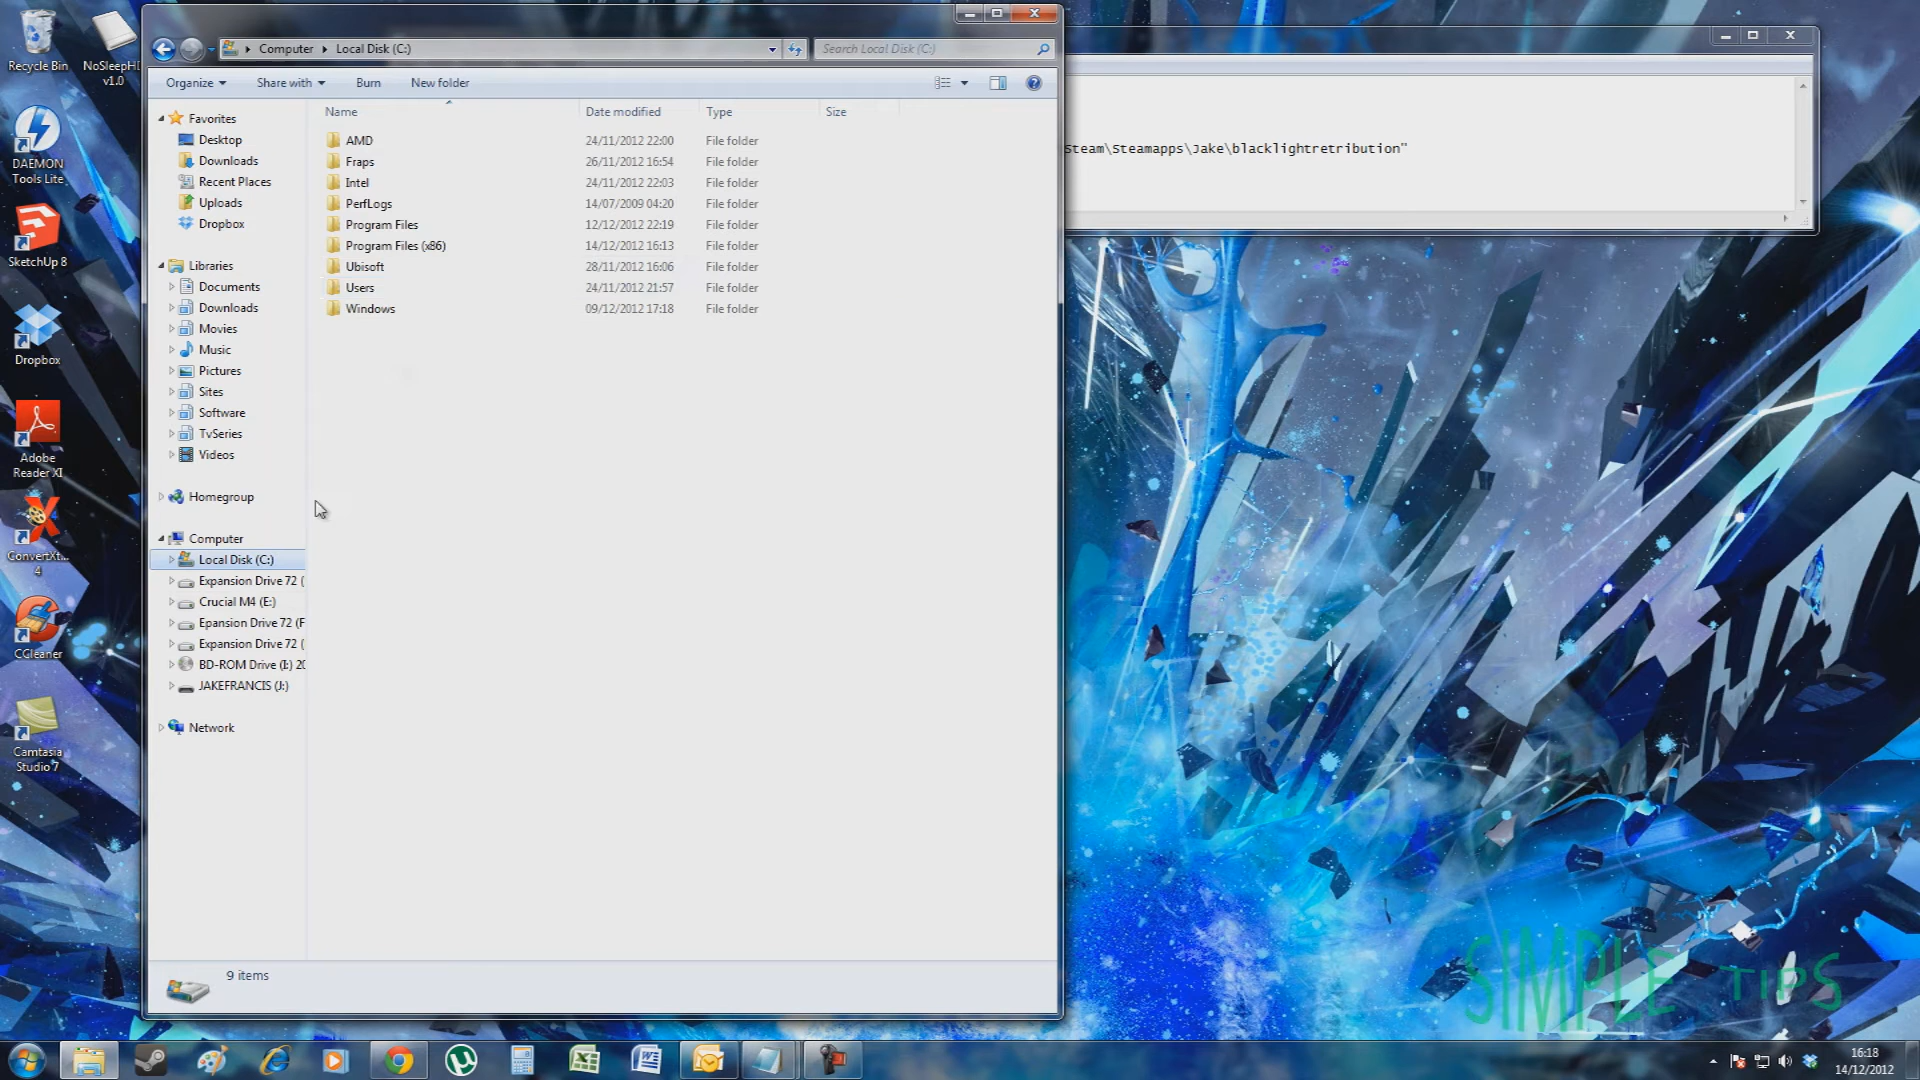 Recycle Bin
NoSleepHD
v1.0
DAEMON
Tools Lite
SketchUp 8
Dropbox
Adobe
Reader XI
ConvertXt...
4
CCleaner
Camtasia
Studio 7
Computer
Local Disk (C:)
Search Local Disk (C:)
Organize
Share with
Burn
New folder
Favorites
Desktop
Downloads
Recent Places
Uploads
Dropbox
Libraries
Documents
Downloads
Movies
Music
Pictures
Sites
Software
TvSeries
Videos
Homegroup
Computer
Local Disk (C:)
Expansion Drive 72 (
Crucial M4 (E:)
Epansion Drive 72 (F
Expansion Drive 72 (
BD-ROM Drive (I:) 20
JAKEFRANCIS (J:)
Network
Name Date modified Type Size
AMD 24/11/2012 22:00 File folder
Fraps 26/11/2012 16:54 File folder
Intel 24/11/2012 22:03 File folder
PerfLogs 14/07/2009 04:20 File folder
Program Files 12/12/2012 22:19 File folder
Program Files (x86) 14/12/2012 16:13 File folder
Ubisoft 28/11/2012 16:06 File folder
Users 24/11/2012 21:57 File folder
Windows 09/12/2012 17:18 File folder
9 items
Steam\Steamapps\Jake\blacklightretribution"
SIMPLE TIPS
16:18
14/12/2012